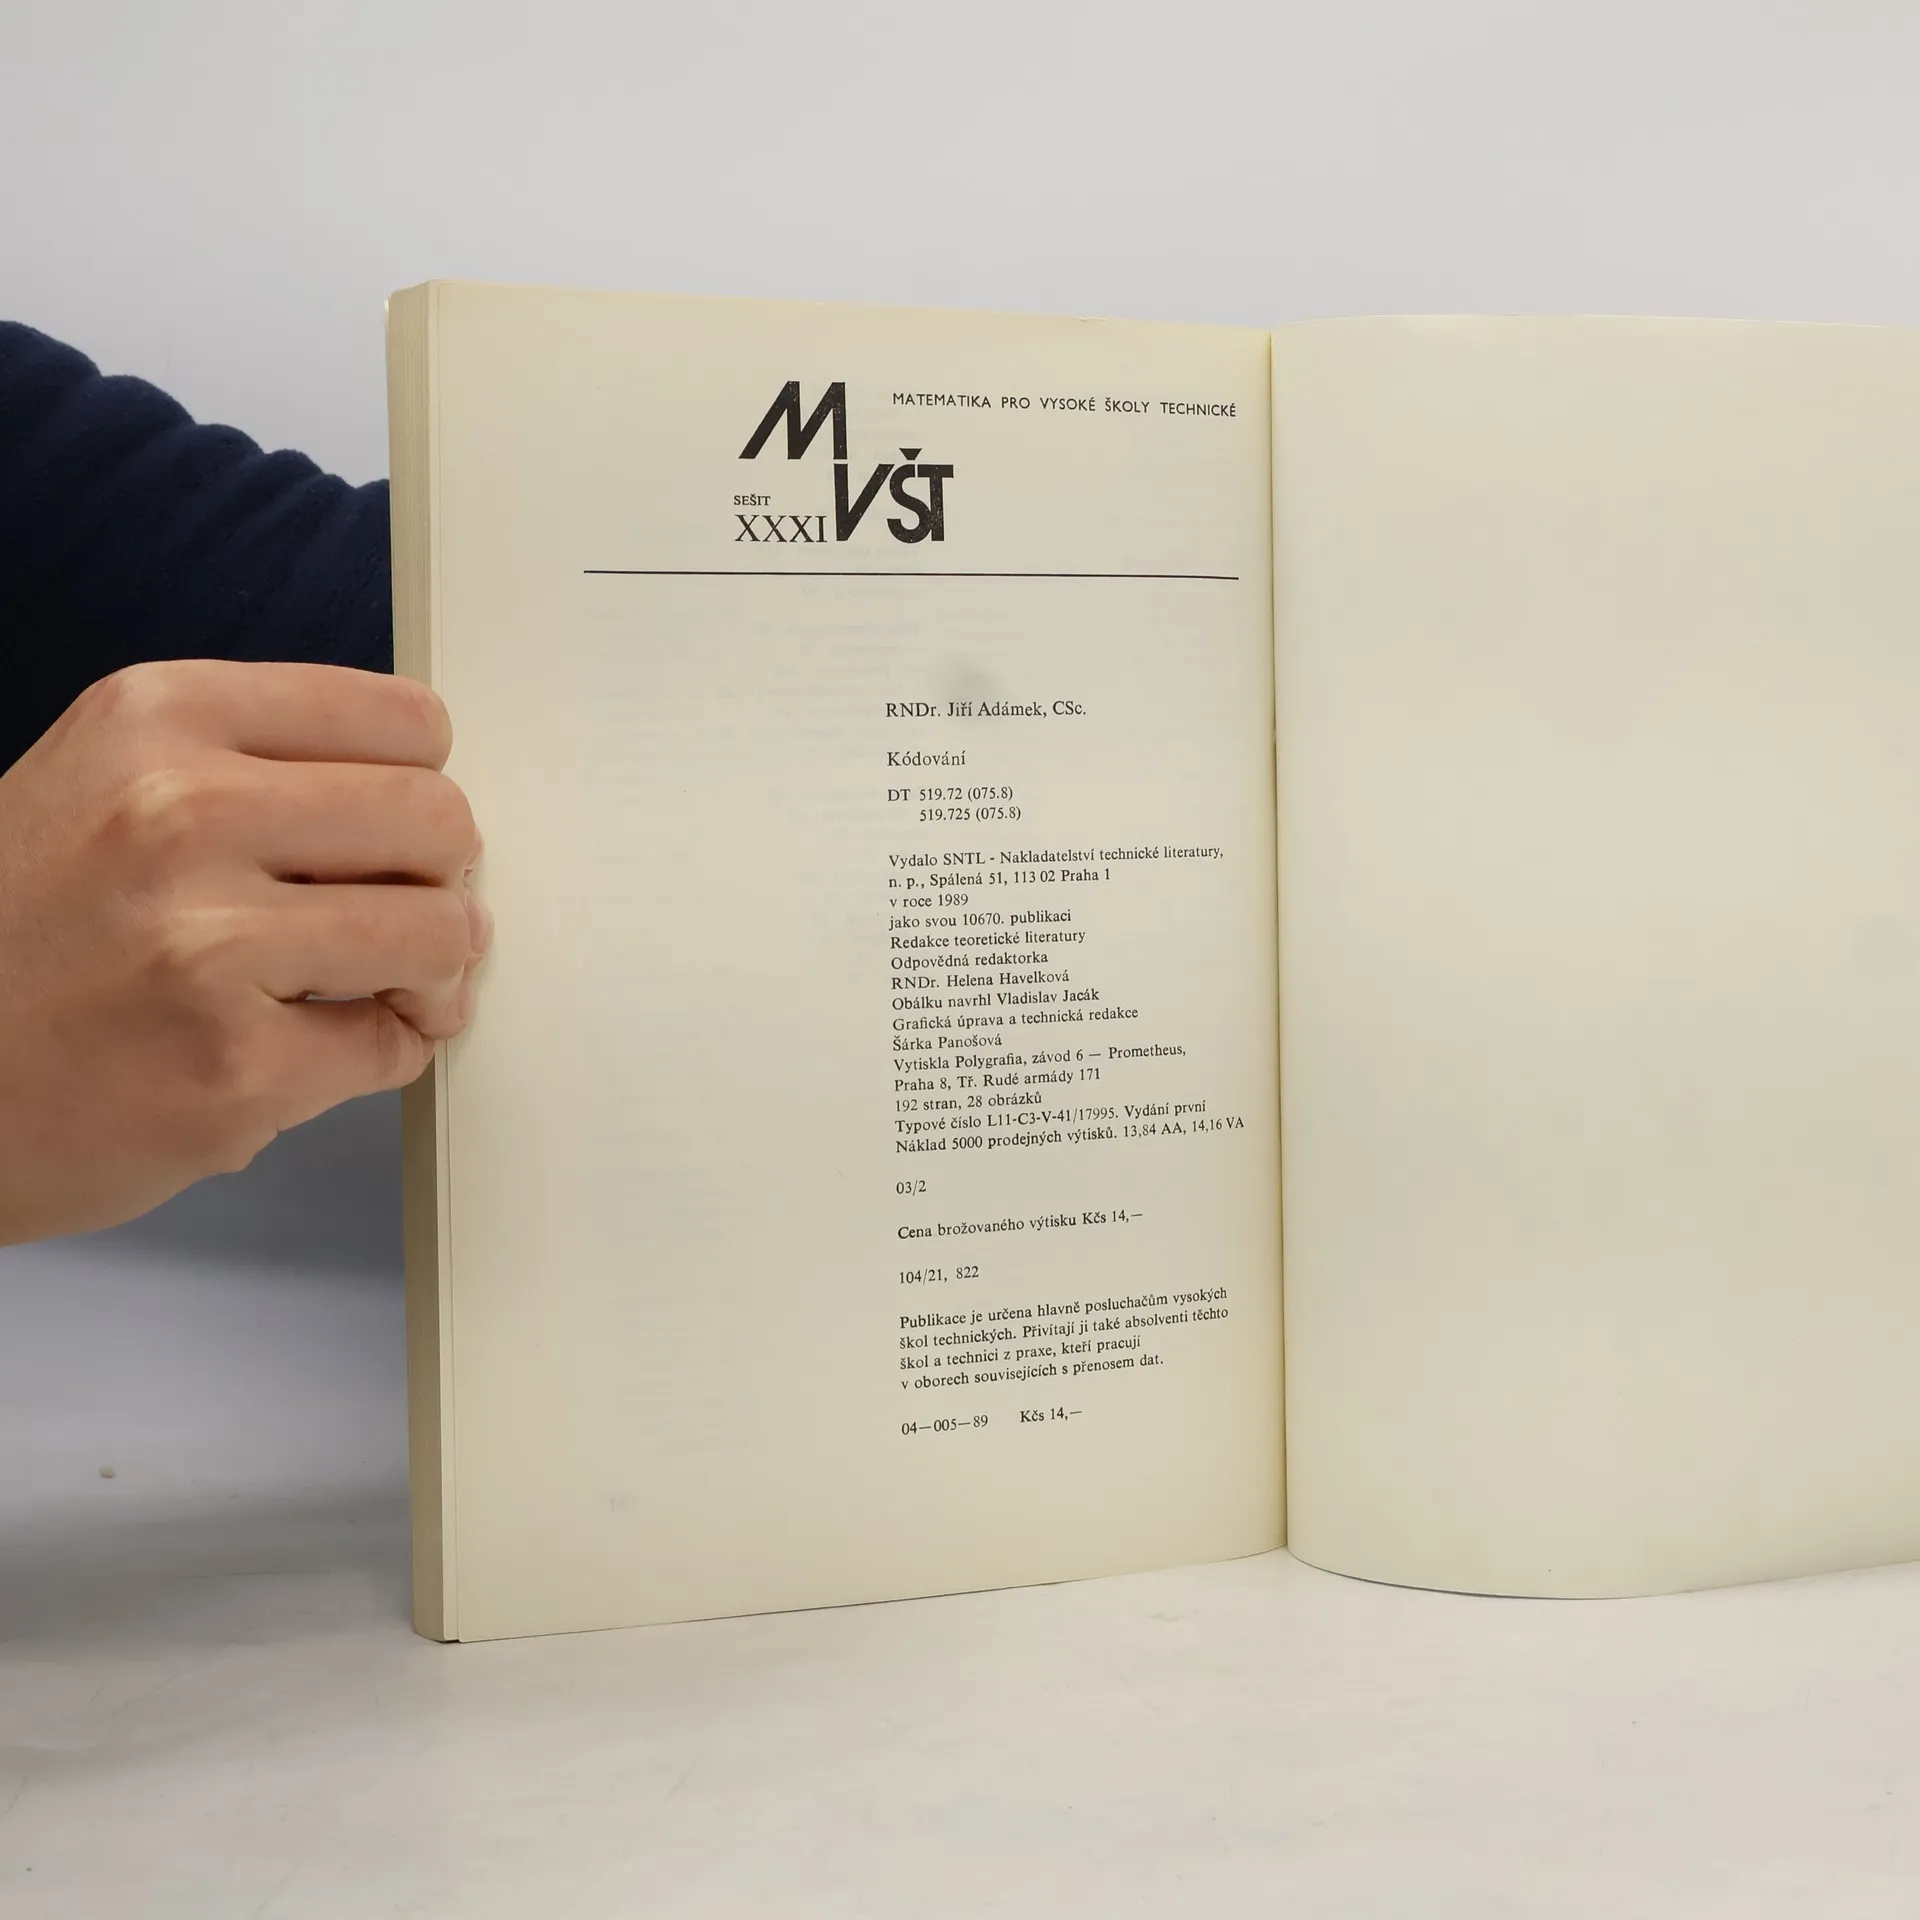 MATEMATIKA PRO VYSOKÉ ŠKOLY TECHNICKÉ
M
VŠT
SEŠIT
XXXI
RNDr. Jiří Adámek, CSc.
Kódování
DT 519.72 (075.8)
519.725 (075.8)
Vydalo SNTL - Nakladatelství technické literatury,
n. p., Spálená 51, 113 02 Praha 1
v roce 1989
jako svou 10670. publikaci
Redakce teoretické literatury
Odpovědná redaktorka
RNDr. Helena Havelková
Obálku navrhl Vladislav Jacák
Grafická úprava a technická redakce
Šárka Panošová
Vytiskla Polygrafia, závod 6 — Prometheus,
Praha 8, Tř. Rudé armády 171
192 stran, 28 obrázků
Typové číslo L11-C3-V-41/17995. Vydání první
Náklad 5000 prodejných výtisků. 13,84 AA, 14,16 VA
03/2
Cena brožovaného výtisku Kčs 14,—
104/21, 822
Publikace je určena hlavně posluchačům vysokých
škol technických. Přivítají ji také absolventi těchto
škol a technici z praxe, kteří pracují
v oborech souvisejících s přenosem dat.
04—005—89 Kčs 14,—